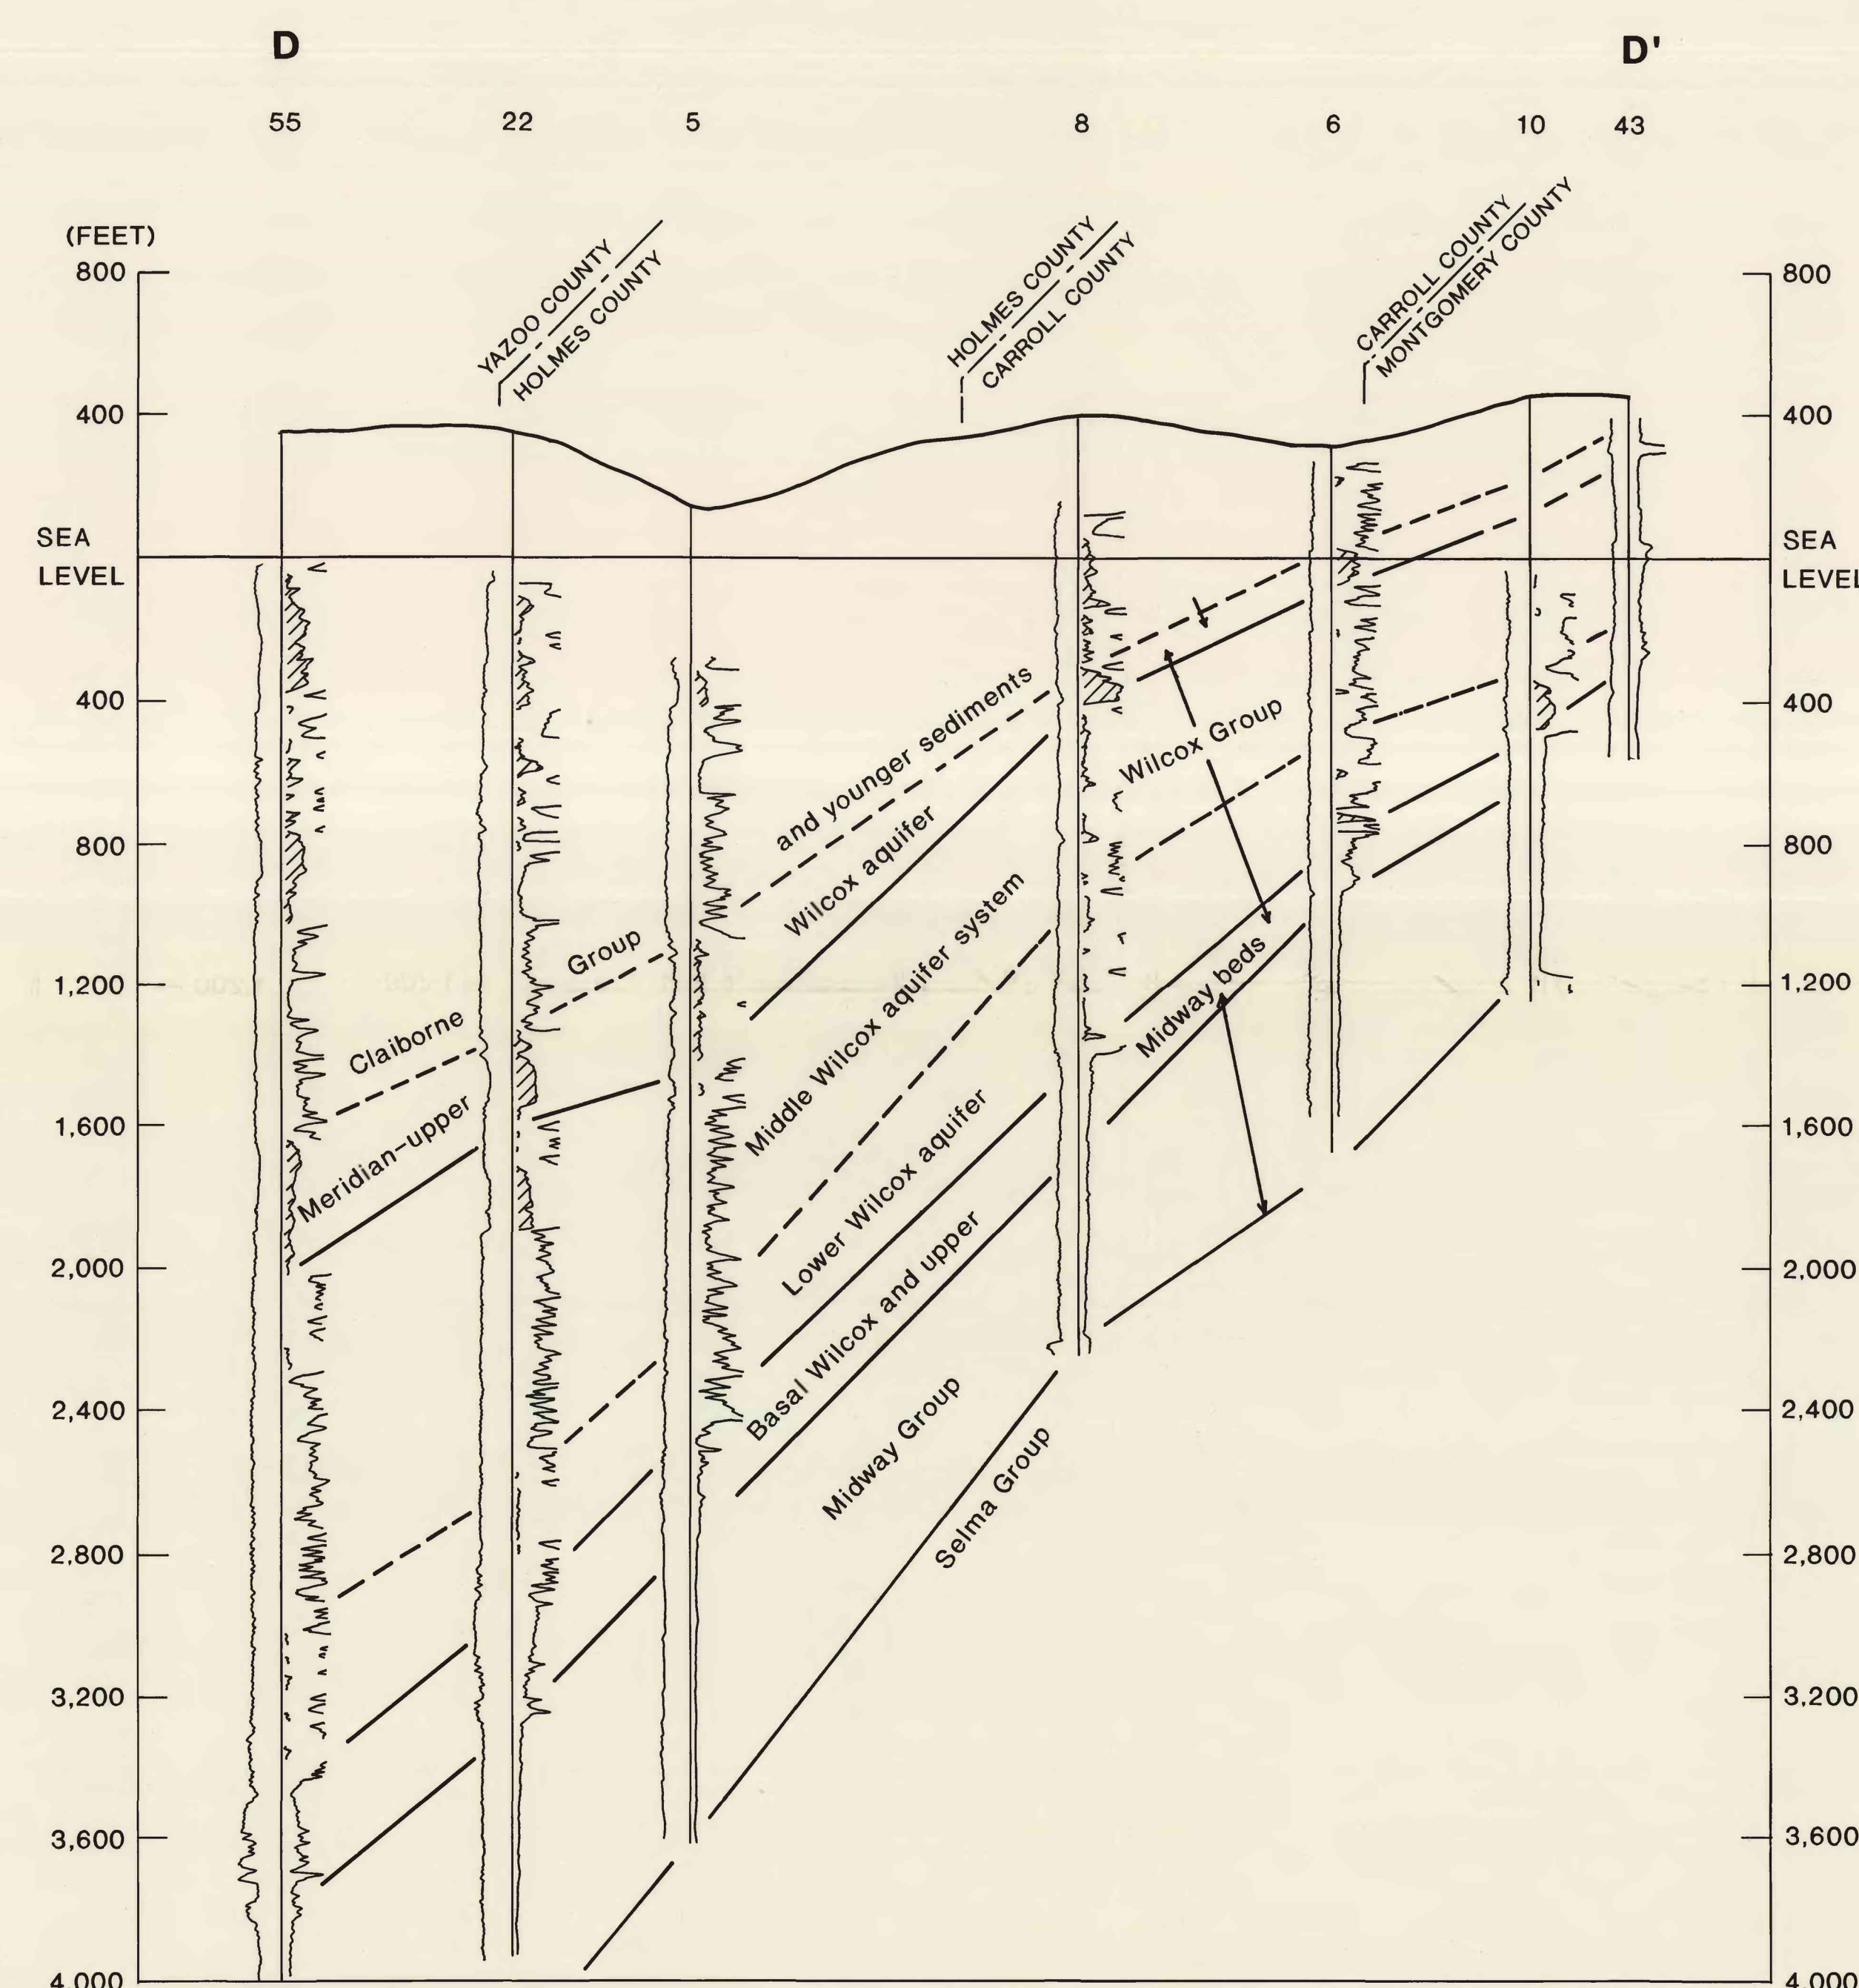 D
D'
55 22 5 8 6 10 43
(FEET)
YAZOO COUNTY
HOLMES COUNTY
HOLMES COUNTY
CARROLL COUNTY
CARROLL COUNTY
MONTGOMERY COUNTY
800
400
SEA
LEVEL
400
800
1,200
1,600
2,000
2,400
2,800
3,200
3,600
4,000
800
400
SEA
LEVEL
400
800
1,200
1,600
2,000
2,400
2,800
3,200
3,600
4,000
Claiborne Group and younger sediments
Meridian-upper Wilcox aquifer
Middle Wilcox aquifer system
Lower Wilcox aquifer
Basal Wilcox and upper Midway beds
Wilcox Group
Midway Group
Selma Group